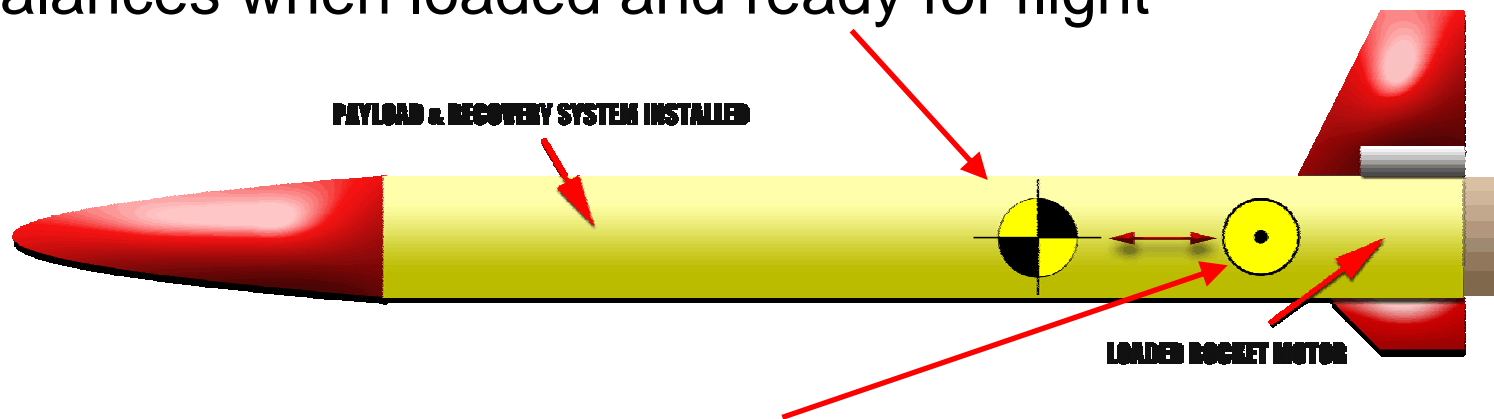 alances when loaded and ready for flight
PAYLOAD & RECOVERY SYSTEM INSTALLED
LOADED ROCKET MOTOR